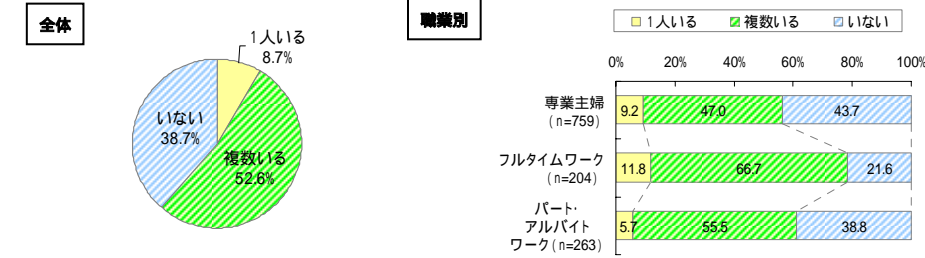 全体
1人いる
8.7%
いない
38.7%
複数いる
52.6%
職業別
1人いる 複数いる いない
0% 20% 40% 60% 80% 100%
専業主婦
(n=759)
9.2 47.0 43.7
フルタイムワーク
(n=204)
11.8 66.7 21.6
パート・
アルバイト
ワーク(n=263)
5.7 55.5 38.8